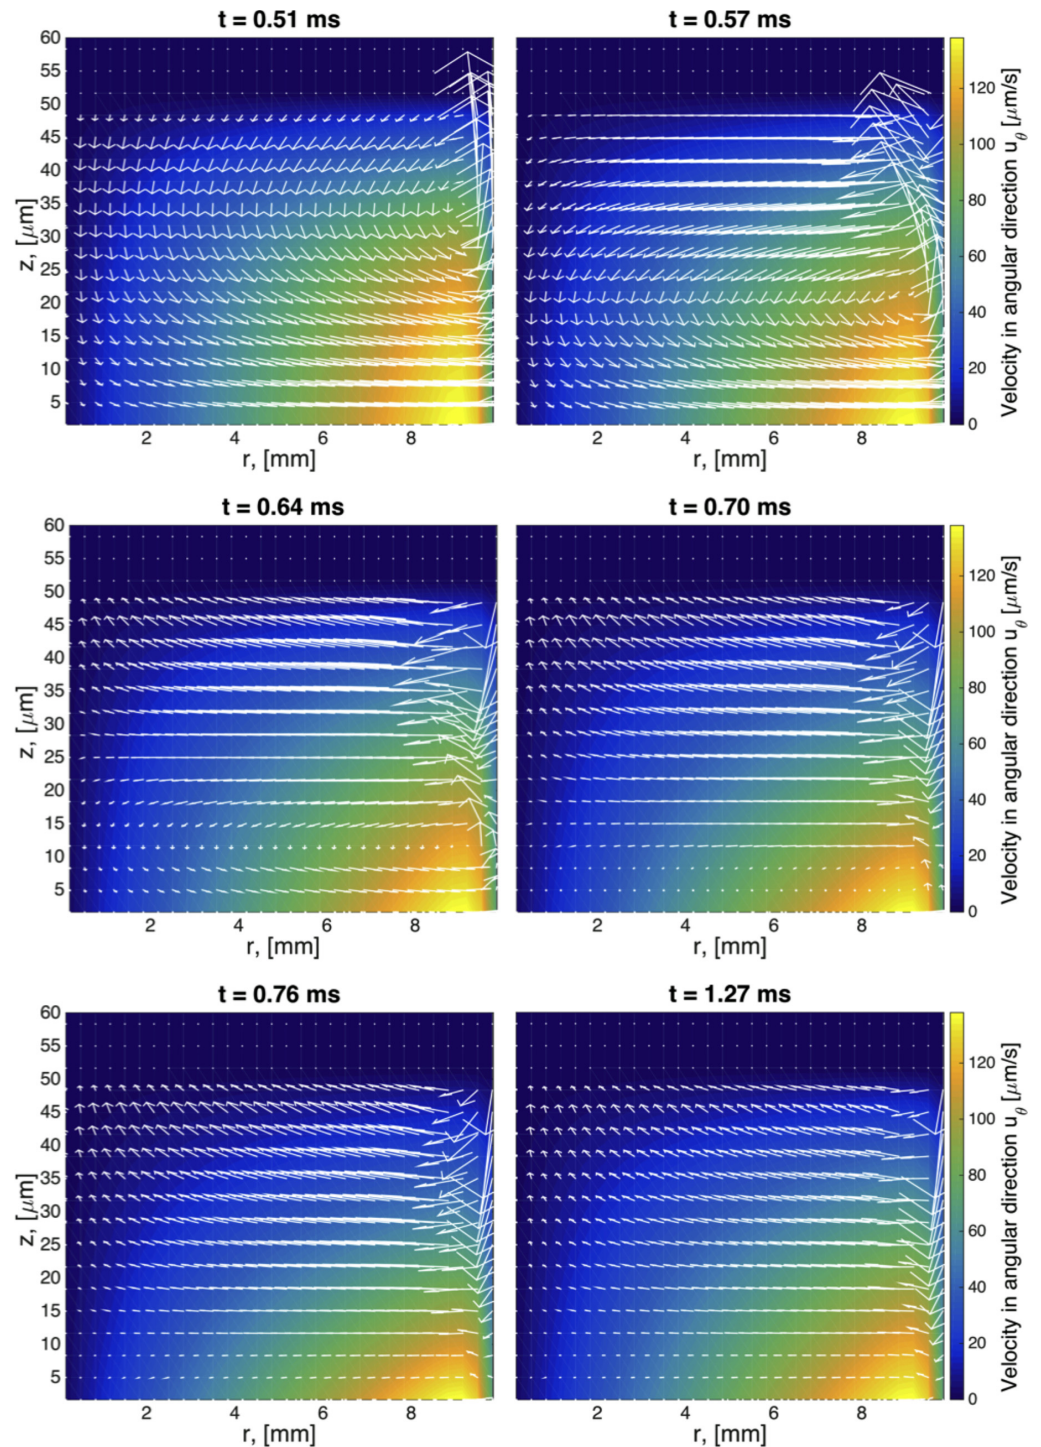 t = 0.51 ms t = 0.57 ms
60
55
50
45
40
35
30
25
20
15
10
5
z, [μm]
2 4 6 8
r, [mm]
2 4 6 8
r, [mm]
120
100
80
60
40
20
0
Velocity in angular direction uθ [μm/s]
t = 0.64 ms t = 0.70 ms
60
55
50
45
40
35
30
25
20
15
10
5
z, [μm]
2 4 6 8
r, [mm]
2 4 6 8
r, [mm]
120
100
80
60
40
20
0
Velocity in angular direction uθ [μm/s]
t = 0.76 ms t = 1.27 ms
60
55
50
45
40
35
30
25
20
15
10
5
z, [μm]
2 4 6 8
r, [mm]
2 4 6 8
r, [mm]
120
100
80
60
40
20
0
Velocity in angular direction uθ [μm/s]